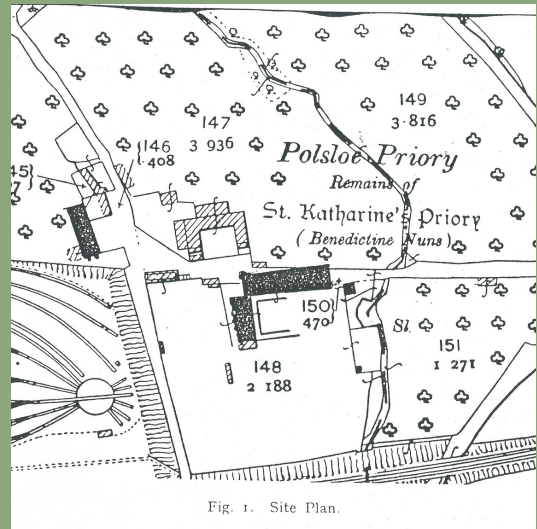 147
3 936
149
3·816
146
·408
Polsloe Priory
Remains of
St. Katharine's Priory
( Benedictine Nuns )
150
470
Sl.
151
1 271
148
2 188
Fig. 1. Site Plan.